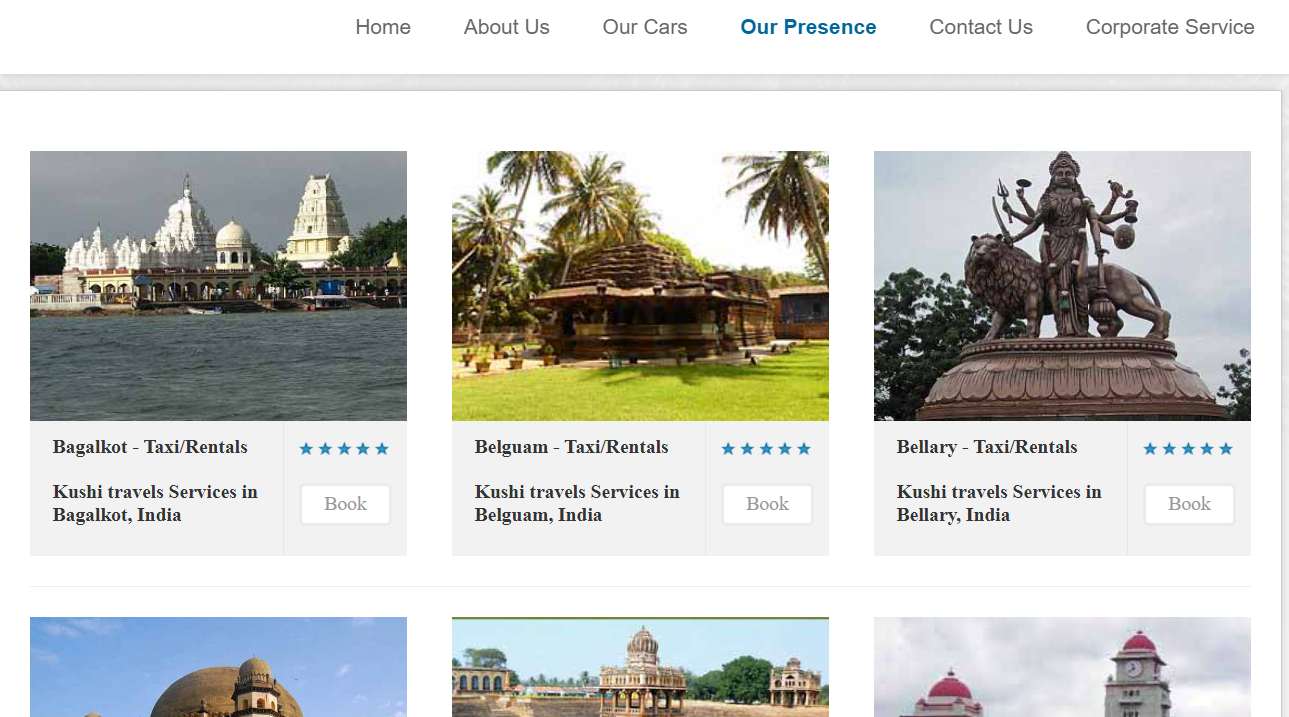 Home About Us Our Cars Our Presence Contact Us Corporate Service
Bagalkot - Taxi/Rentals
Kushi travels Services in
Bagalkot, India
Book
Belguam - Taxi/Rentals
Kushi travels Services in
Belguam, India
Book
Bellary - Taxi/Rentals
Kushi travels Services in
Bellary, India
Book